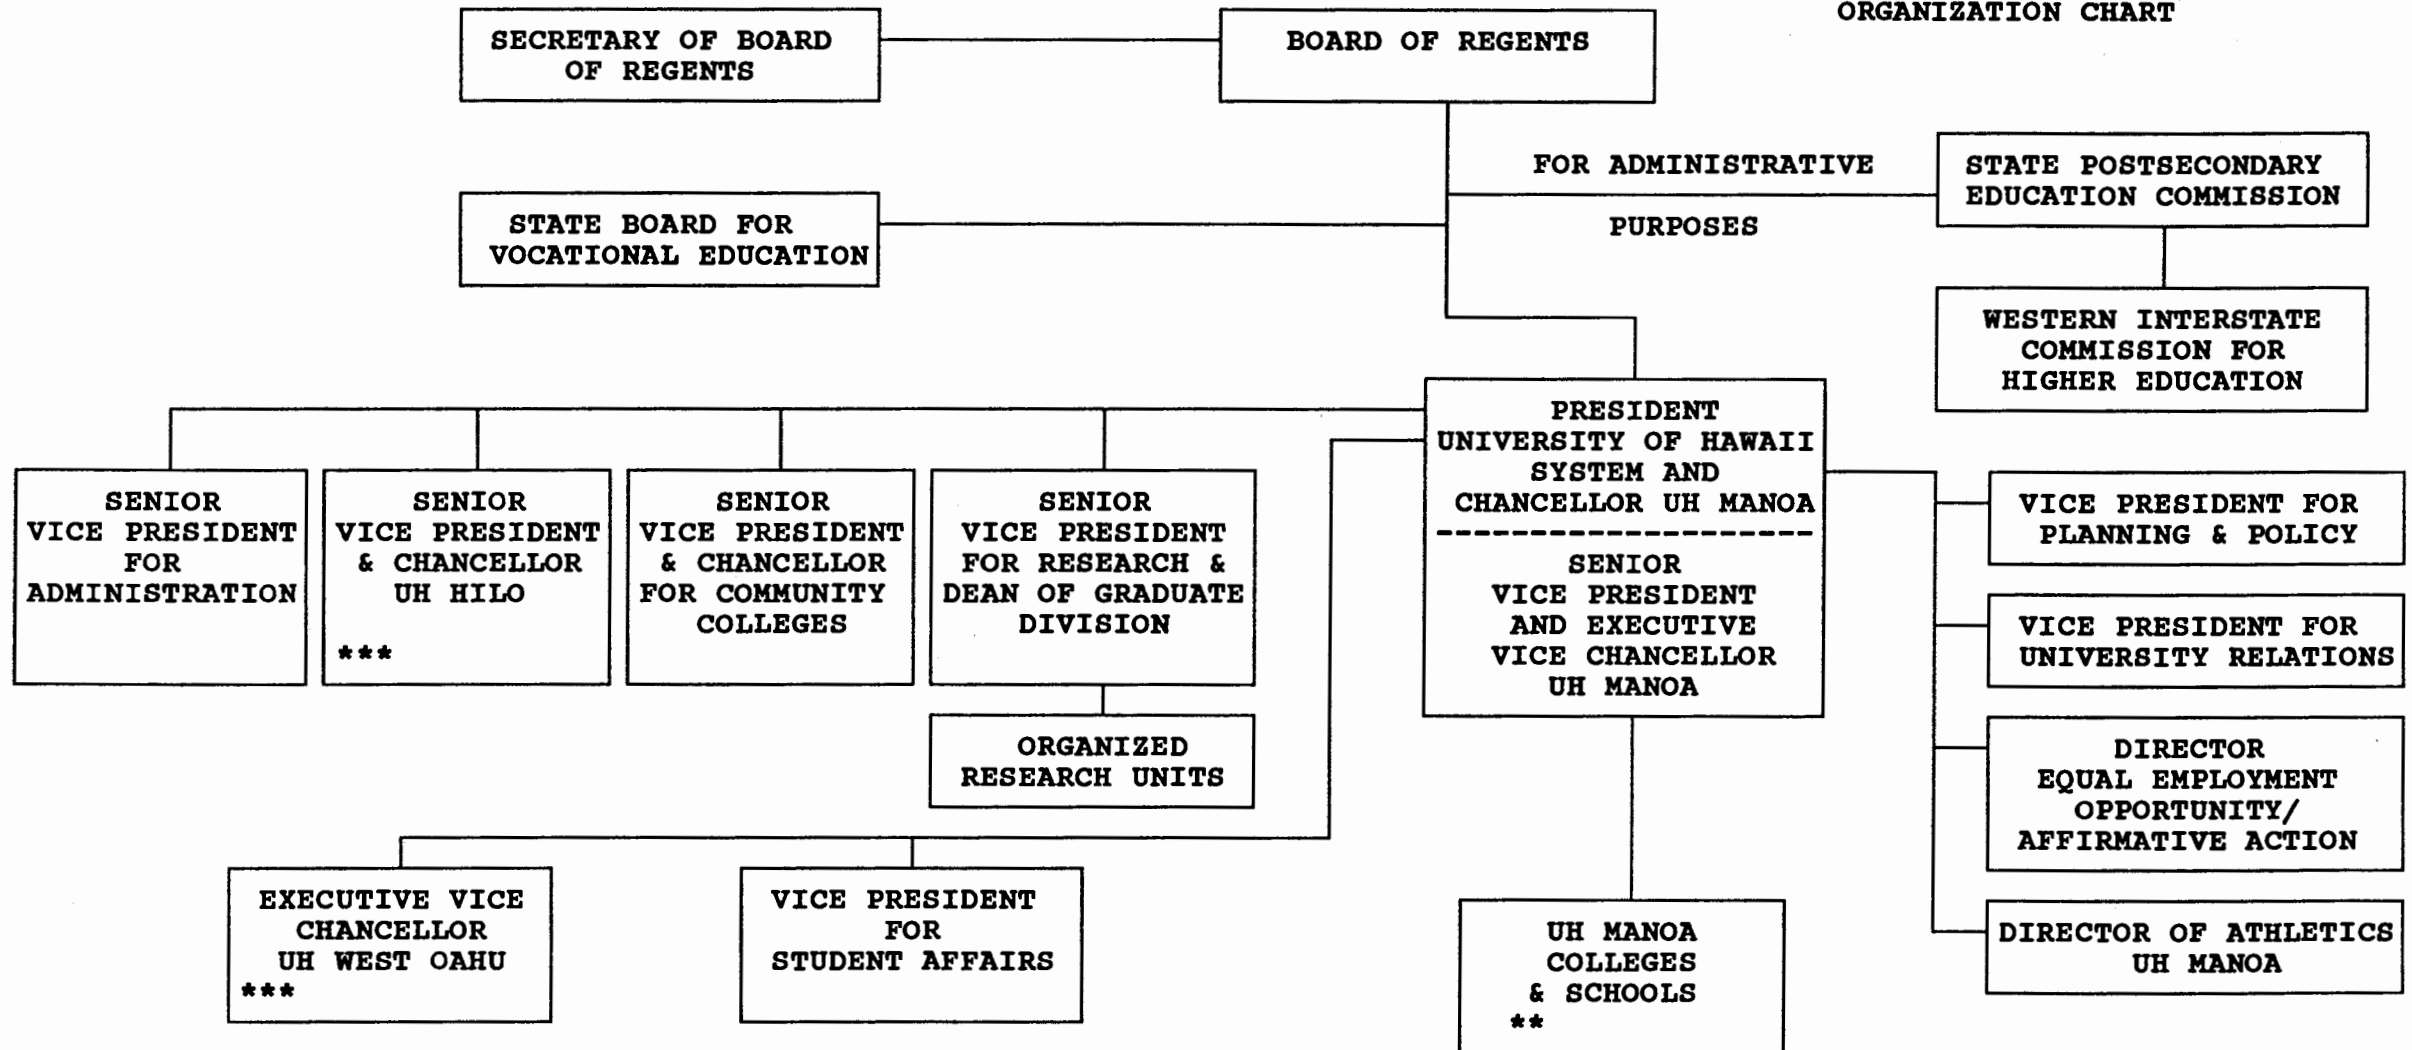 ORGANIZATION CHART
SECRETARY OF BOARD
OF REGENTS
BOARD OF REGENTS
FOR ADMINISTRATIVE
PURPOSES
STATE POSTSECONDARY
EDUCATION COMMISSION
STATE BOARD FOR
VOCATIONAL EDUCATION
WESTERN INTERSTATE
COMMISSION FOR
HIGHER EDUCATION
PRESIDENT
UNIVERSITY OF HAWAII
SYSTEM AND
CHANCELLOR UH MANOA
--------------------
SENIOR
VICE PRESIDENT
AND EXECUTIVE
VICE CHANCELLOR
UH MANOA
SENIOR
VICE PRESIDENT
FOR
ADMINISTRATION
SENIOR
VICE PRESIDENT
& CHANCELLOR
UH HILO
***
SENIOR
VICE PRESIDENT
& CHANCELLOR
FOR COMMUNITY
COLLEGES
SENIOR
VICE PRESIDENT
FOR RESEARCH &
DEAN OF GRADUATE
DIVISION
ORGANIZED
RESEARCH UNITS
VICE PRESIDENT FOR
PLANNING & POLICY
VICE PRESIDENT FOR
UNIVERSITY RELATIONS
DIRECTOR
EQUAL EMPLOYMENT
OPPORTUNITY/
AFFIRMATIVE ACTION
DIRECTOR OF ATHLETICS
UH MANOA
EXECUTIVE VICE
CHANCELLOR
UH WEST OAHU
***
VICE PRESIDENT
FOR
STUDENT AFFAIRS
UH MANOA
COLLEGES
& SCHOOLS
**